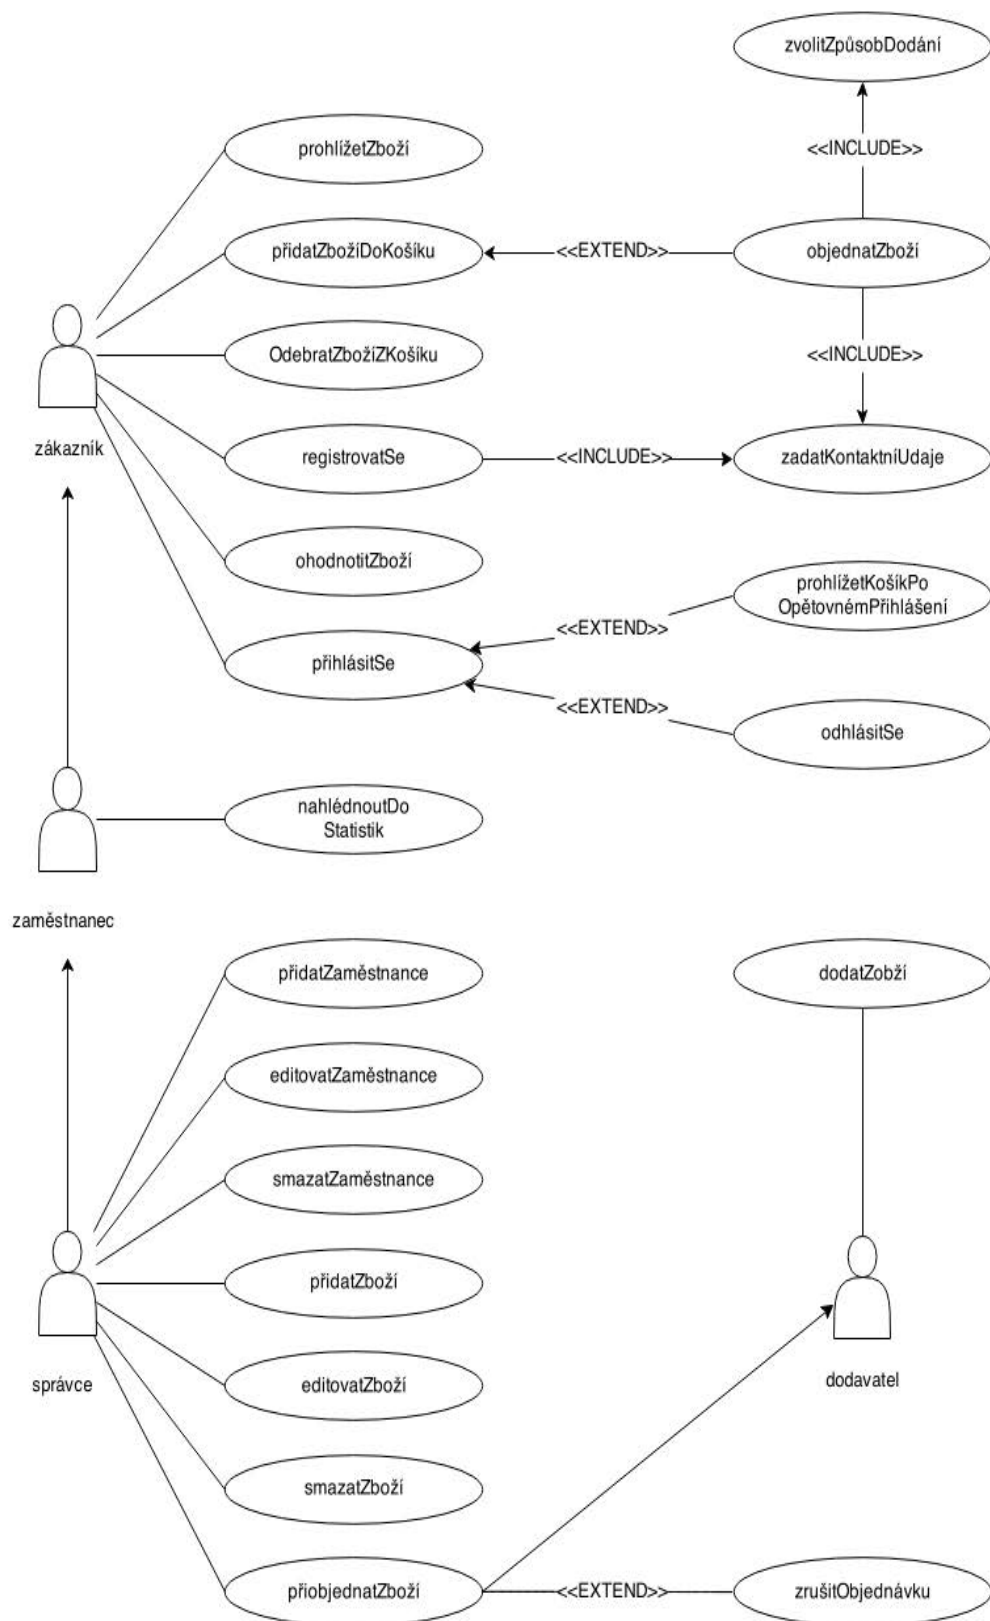 zvolitZpůsobDodání
<<INCLUDE>>
prohlížetZboží
přidatZbožíDoKošíku
<<EXTEND>>
objednatZboží
<<INCLUDE>>
OdebratZbožíZKošíku
zákazník
registrovatSe
<<INCLUDE>>
zadatKontaktníUdaje
ohodnotitZboží
prohlížetKošíkPo
OpětovnémPřihlášení
<<EXTEND>>
přihlásitSe
<<EXTEND>>
odhlásitSe
nahlédnoutDo
Statistik
zaměstnanec
přidatZaměstnance
dodatZobží
editovatZaměstnance
smazatZaměstnance
přidatZboží
správce
editovatZboží
dodavatel
smazatZboží
přiobjednatZboží
<<EXTEND>>
zrušitObjednávku